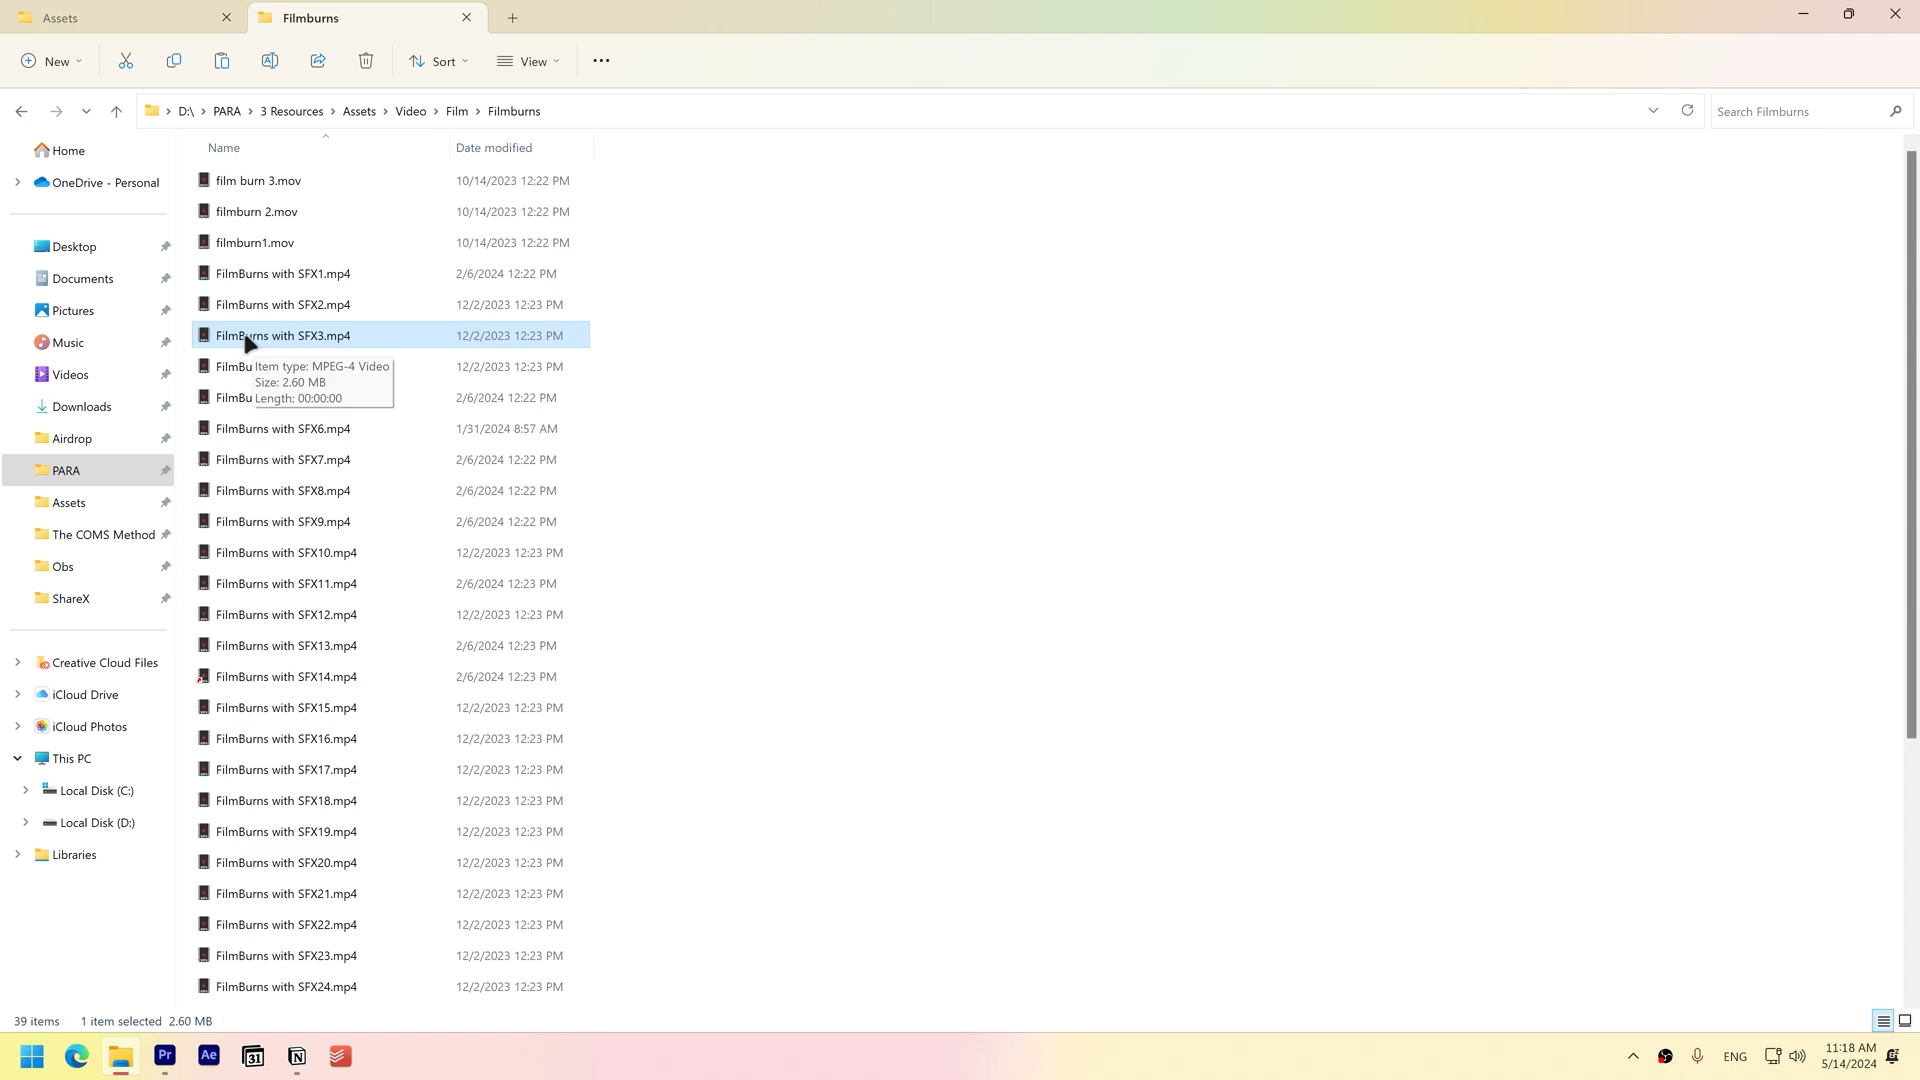 Assets
Filmburns
New
Sort
View
D:\ > PARA > 3 Resources > Assets > Video > Film > Filmburns
Search Filmburns
Home
OneDrive - Personal
Desktop
Documents
Pictures
Music
Videos
Downloads
Airdrop
PARA
Assets
The COMS Method
Obs
ShareX
Creative Cloud Files
iCloud Drive
iCloud Photos
This PC
Local Disk (C:)
Local Disk (D:)
Libraries
Name Date modified
film burn 3.mov 10/14/2023 12:22 PM
filmburn 2.mov 10/14/2023 12:22 PM
filmburn1.mov 10/14/2023 12:22 PM
FilmBurns with SFX1.mp4 2/6/2024 12:22 PM
FilmBurns with SFX2.mp4 12/2/2023 12:23 PM
FilmBurns with SFX3.mp4 12/2/2023 12:23 PM
FilmBu 12/2/2023 12:23 PM
FilmBu 2/6/2024 12:22 PM
Item type: MPEG-4 Video
Size: 2.60 MB
Length: 00:00:00
FilmBurns with SFX6.mp4 1/31/2024 8:57 AM
FilmBurns with SFX7.mp4 2/6/2024 12:22 PM
FilmBurns with SFX8.mp4 2/6/2024 12:22 PM
FilmBurns with SFX9.mp4 2/6/2024 12:22 PM
FilmBurns with SFX10.mp4 12/2/2023 12:23 PM
FilmBurns with SFX11.mp4 2/6/2024 12:23 PM
FilmBurns with SFX12.mp4 12/2/2023 12:23 PM
FilmBurns with SFX13.mp4 2/6/2024 12:23 PM
FilmBurns with SFX14.mp4 2/6/2024 12:23 PM
FilmBurns with SFX15.mp4 12/2/2023 12:23 PM
FilmBurns with SFX16.mp4 12/2/2023 12:23 PM
FilmBurns with SFX17.mp4 12/2/2023 12:23 PM
FilmBurns with SFX18.mp4 12/2/2023 12:23 PM
FilmBurns with SFX19.mp4 12/2/2023 12:23 PM
FilmBurns with SFX20.mp4 12/2/2023 12:23 PM
FilmBurns with SFX21.mp4 12/2/2023 12:23 PM
FilmBurns with SFX22.mp4 12/2/2023 12:23 PM
FilmBurns with SFX23.mp4 12/2/2023 12:23 PM
FilmBurns with SFX24.mp4 12/2/2023 12:23 PM
39 items 1 item selected 2.60 MB
Pr
Ae
31
ENG
11:18 AM
5/14/2024